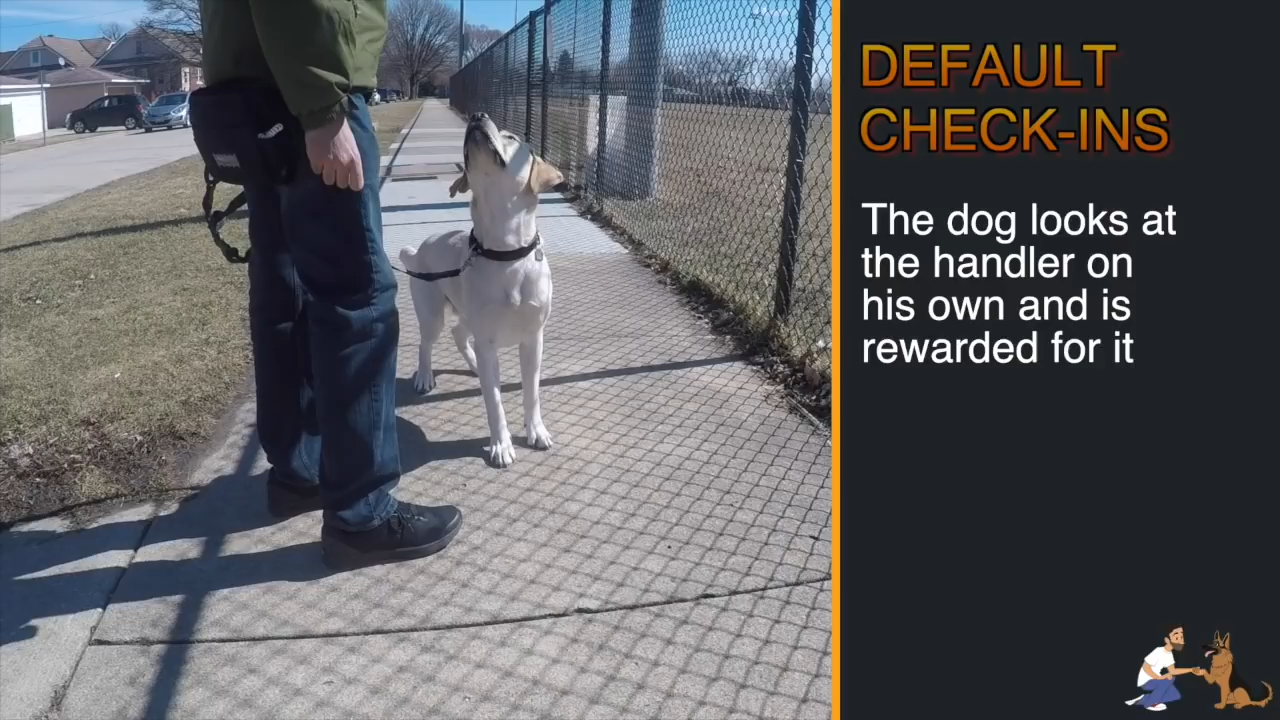 DEFAULT
CHECK-INS
The dog looks at
the handler on
his own and is
rewarded for it